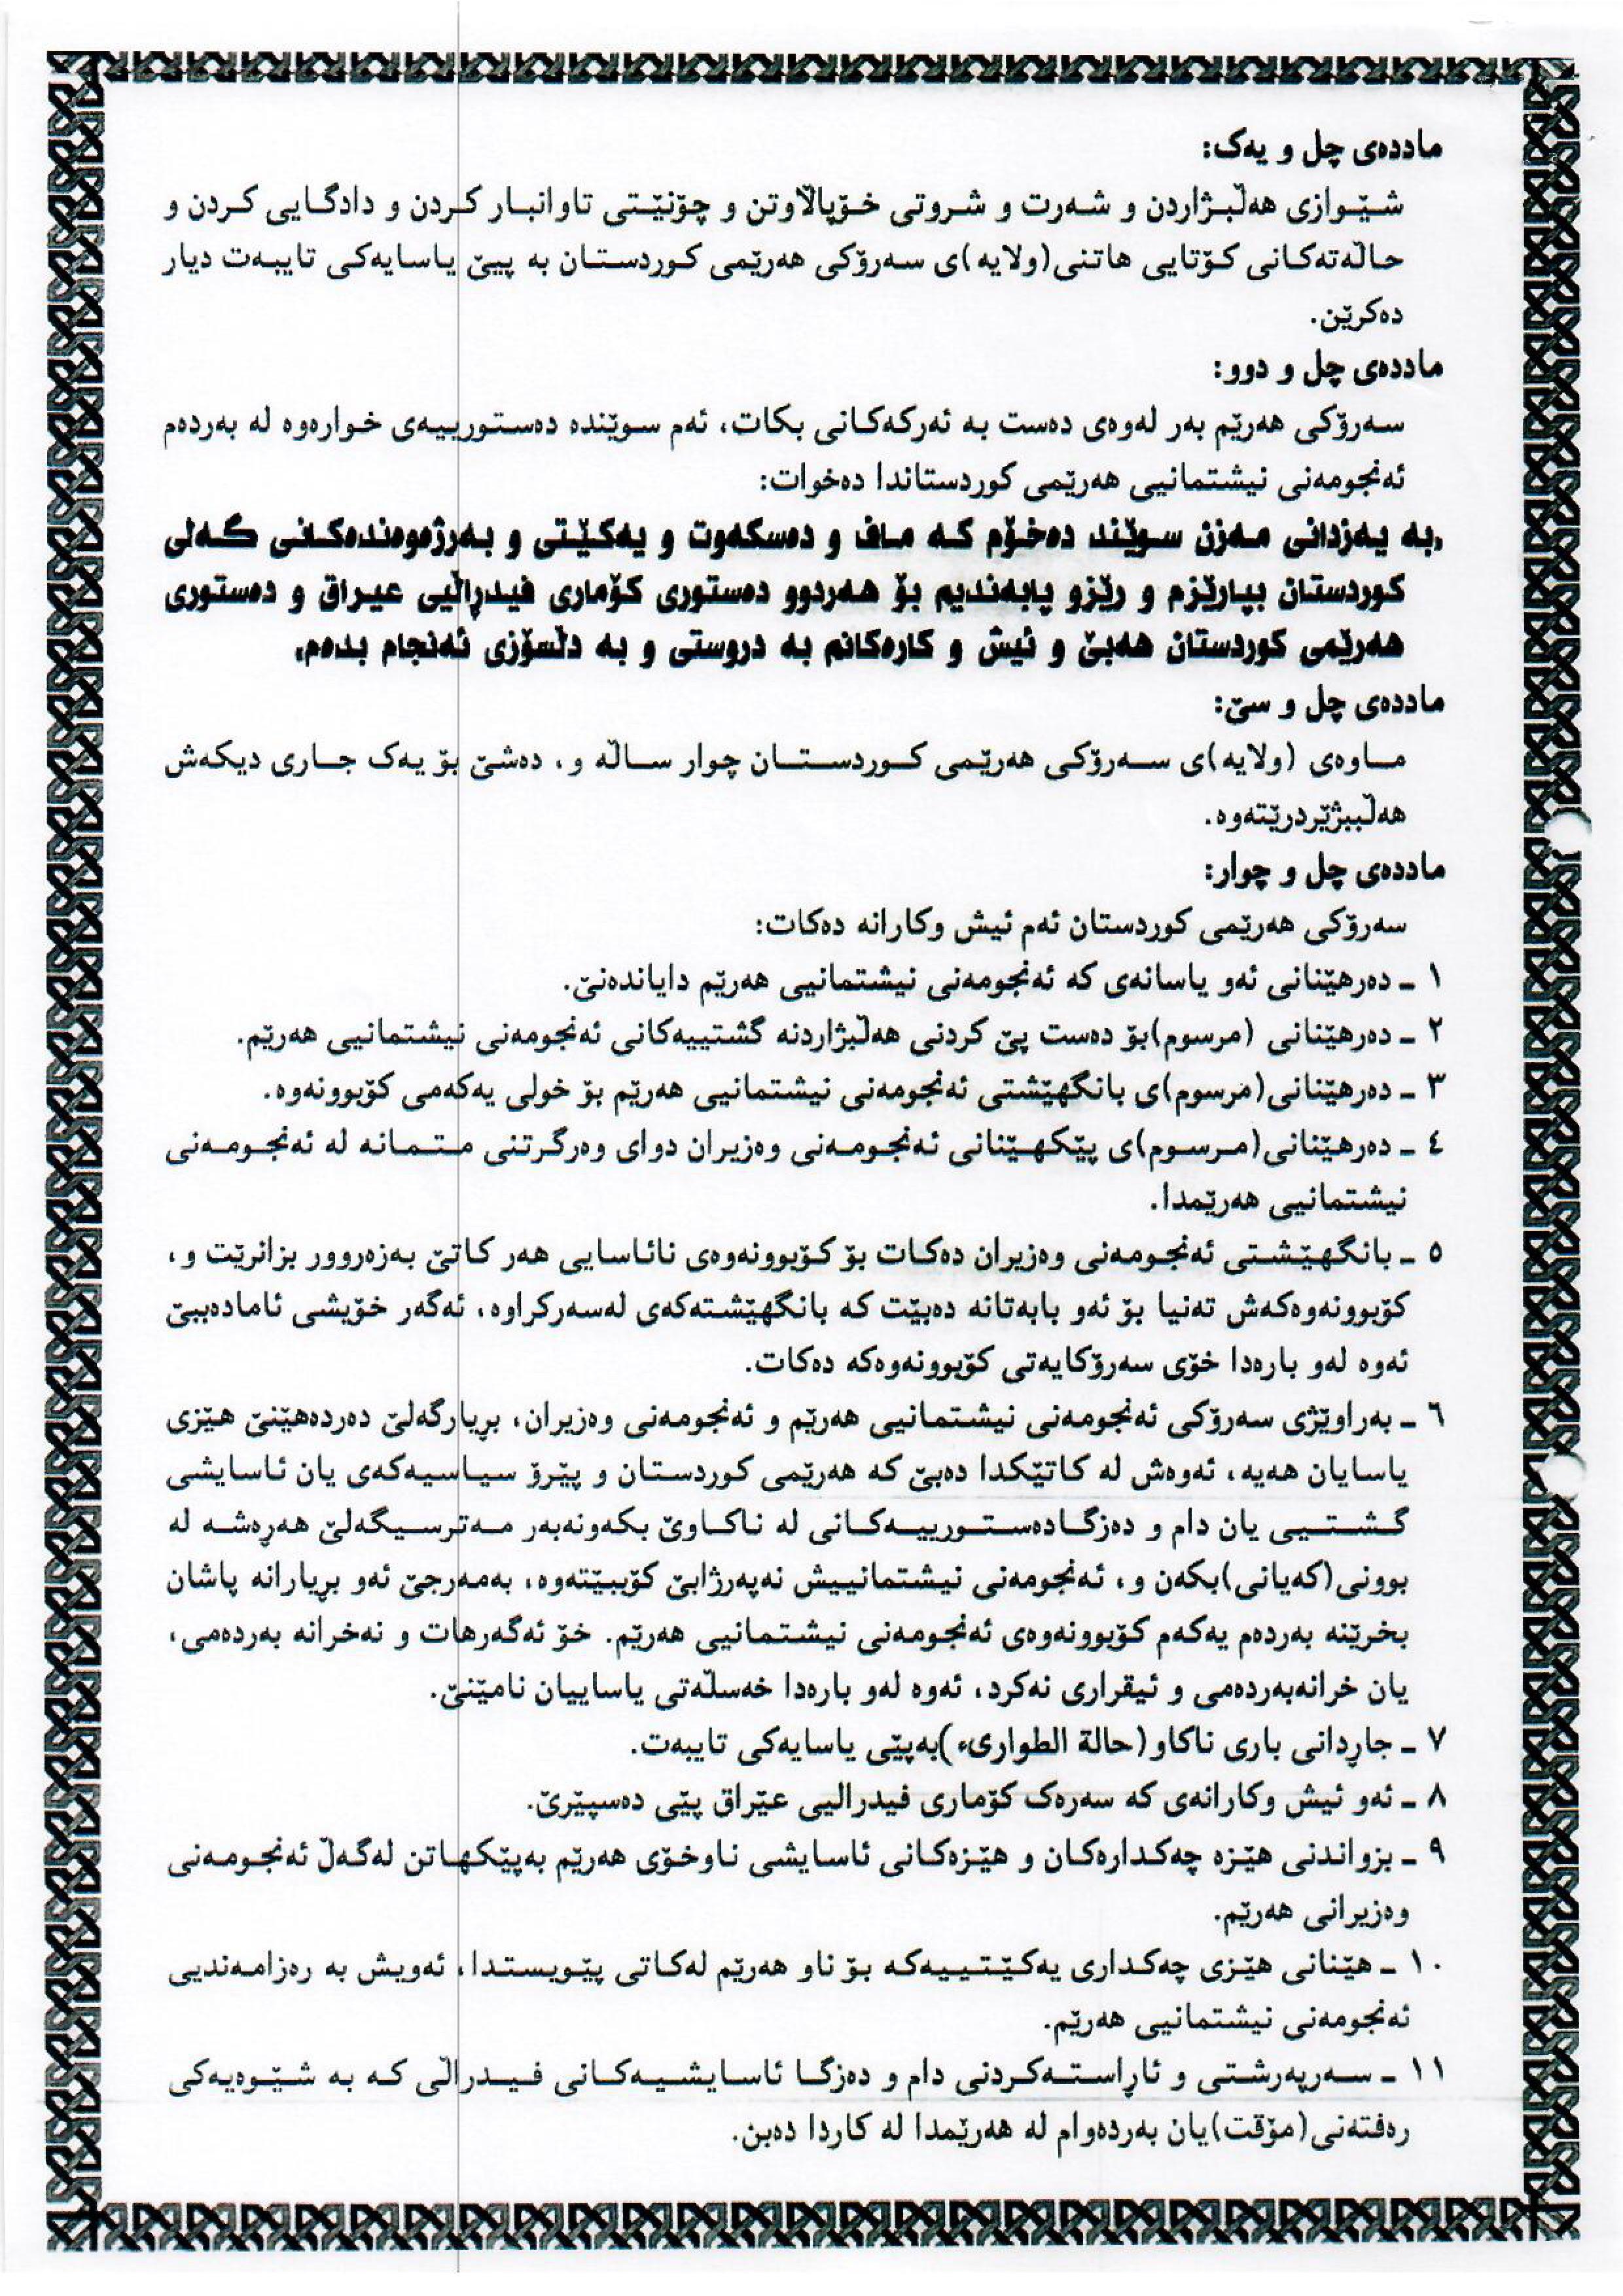 ماددەی چل و یەک:
شێوازی هەڵبژاردن و شەرت و شروتی خۆپاڵاوتن و چۆنیێتی تاوانبار کردن و دادگایی کردن و
حاڵەتەکانی کۆتایی هاتنی(ولایە)ی سەرۆکی هەرێمی کوردستان بە پیێ یاسایەکی تایبەت دیار
دەکرێن.
ماددەی چل و دوو:
سەرۆکی هەرێم بەر لەوەی دەست بە ئەرکەکانی بکات، ئەم سوێندە دەستورییەی خوارەوە لە بەردەم
ئەنجومەنی نیشتمانیی هەرێمی کوردستاندا دەخوات:
«بە یەزدانی مەزن سوێند دەخۆم کە ماف و دەسکەوت و یەکێتی و بەرژەوەندەکانی گەلی
کوردستان بپارێزم و رێزو پابەندیم بۆ هەردوو دەستوری کۆماری فیدڕاڵیی عیراق و دەستوری
هەرێمی کوردستان هەبێ و ئیش و کارەکانم بە دروستی و بە دڵسۆزی ئەنجام بدەم»
ماددەی چل و سێ:
ماوەی (ولایە)ی سەرۆکی هەرێمی کوردستان چوار ساڵە و، دەشێ بۆ یەک جاری دیکەش
هەڵببژێردرێتەوە.
ماددەی چل و چوار:
سەرۆکی هەرێمی کوردستان ئەم ئیش وکارانە دەکات:
١ ـ دەرهێنانی ئەو یاسانەی کە ئەنجومەنی نیشتمانیی هەرێم دایاندەنێ.
٢ ـ دەرهێنانی (مرسوم)بۆ دەست پێ کردنی هەڵبژاردنە گشتییەکانی ئەنجومەنی نیشتمانیی هەرێم.
٣ ـ دەرهێنانی(مرسوم)ی بانگهێشتی ئەنجومەنی نیشتمانیی هەرێم بۆ خولی یەکەمی کۆبوونەوە.
٤ ـ دەرهێنانی(مرسوم)ی پێکهێنانی ئەنجومەنی وەزیران دوای وەرگرتنی متمانە لە ئەنجومەنی
نیشتمانیی هەرێمدا.
٥ ـ بانگهێشتی ئەنجومەنی وەزیران دەکات بۆ کۆبوونەوەی نائاسایی هەر کاتێ بەزەروور بزانرێت و،
کۆبوونەوەکەش تەنیا بۆ ئەو بابەتانە دەبێت کە بانگهێشتەکەی لەسەرکراوە، ئەگەر خۆیشی ئامادەببێ
ئەوە لەو بارەدا خۆی سەرۆکایەتی کۆبوونەوەکە دەکات.
٦ ـ بەراوێژی سەرۆکی ئەنجومەنی نیشتمانیی هەرێم و ئەنجومەنی وەزیران، بڕیارگەلێ دەردەهێنێ هێزی
یاسایان هەیە، ئەوەش لە کاتێکدا دەبێ کە هەرێمی کوردستان و پێرۆ سیاسیەکەی یان ئاسایشی
گشتیی یان دام و دەزگادەستورییەکانی لە ناکاوێ بکەونەبەر مەترسیگەلێ هەڕەشە لە
بوونی(کەیانی)بکەن و، ئەنجومەنی نیشتمانییش نەپەرژابێ کۆببێتەوە، بەمەرجێ ئەو بڕیارانە پاشان
بخرێنە بەردەم یەکەم کۆبوونەوەی ئەنجومەنی نیشتمانیی هەرێم. خۆ ئەگەرهات و نەخرانە بەردەمی،
یان خرانەبەردەمی و ئیقراری نەکرد، ئەوە لەو بارەدا خەسڵەتی یاساییان نامێنێ.
٧ ـ جاڕدانی باری ناکاو(حالة الطوارىء)بەپێی یاسایەکی تایبەت.
٨ ـ ئەو ئیش وکارانەی کە سەرەک کۆماری فیدرالیی عێراق پێی دەسپێرێ.
٩ ـ بزواندنی هێزە چەکدارەکان و هێزەکانی ئاسایشی ناوخۆی هەرێم بەپێکهاتن لەگەڵ ئەنجومەنی
وەزیرانی هەرێم.
١٠ ـ هێنانی هێزی چەکداری یەکێتییەکە بۆ ناو هەرێم لەکاتی پێویستدا، ئەویش بە رەزامەندیی
ئەنجومەنی نیشتمانیی هەرێم.
١١ ـ سەرپەرشتی و ئاڕاستەکردنی دام و دەزگا ئاسایشیەکانی فیدراڵی کە بە شێوەیەکی
رەفتەنی(مۆقت)یان بەردەوام لە هەرێمدا لە کاردا دەبن.